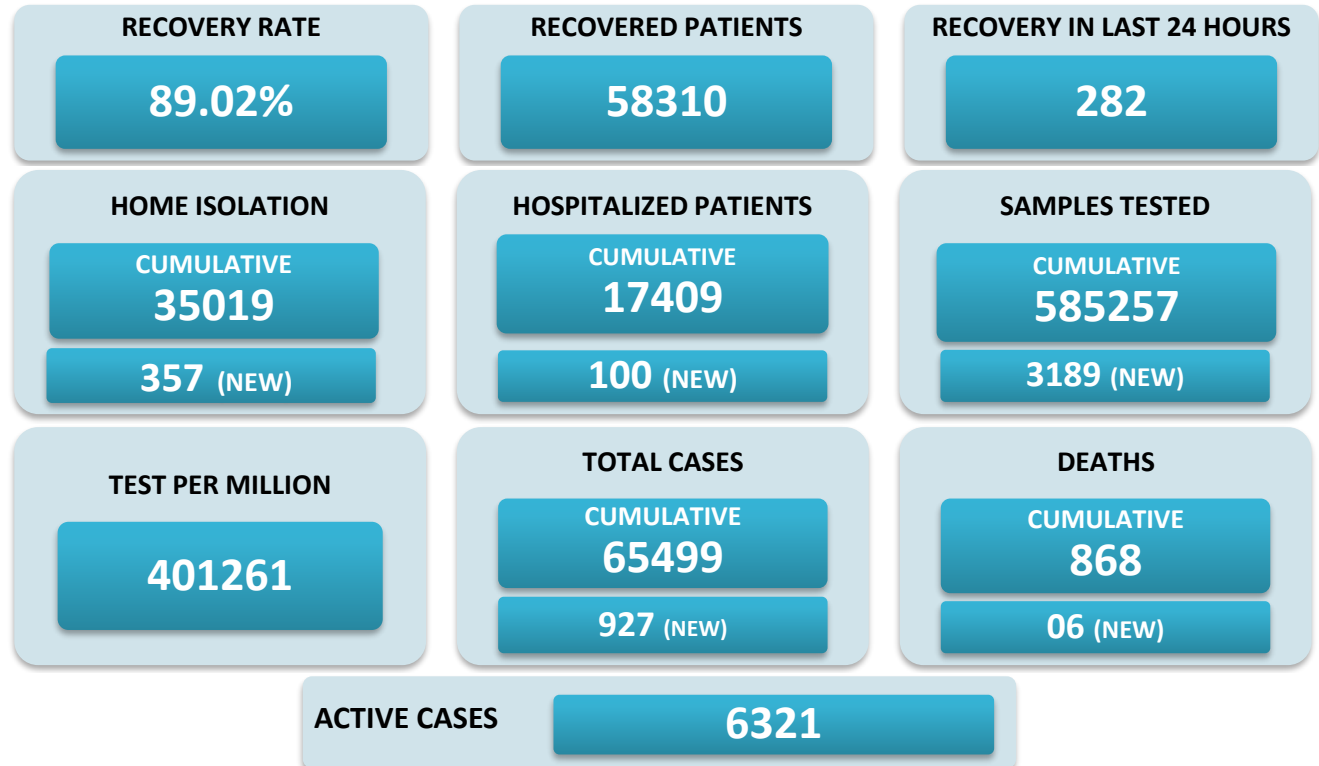 RECOVERY RATE
89.02%
RECOVERED PATIENTS
58310
RECOVERY IN LAST 24 HOURS
282
HOME ISOLATION
CUMULATIVE
35019
357 (NEW)
HOSPITALIZED PATIENTS
CUMULATIVE
17409
100 (NEW)
SAMPLES TESTED
CUMULATIVE
585257
3189 (NEW)
TEST PER MILLION
401261
TOTAL CASES
CUMULATIVE
65499
927 (NEW)
DEATHS
CUMULATIVE
868
06 (NEW)
ACTIVE CASES
6321